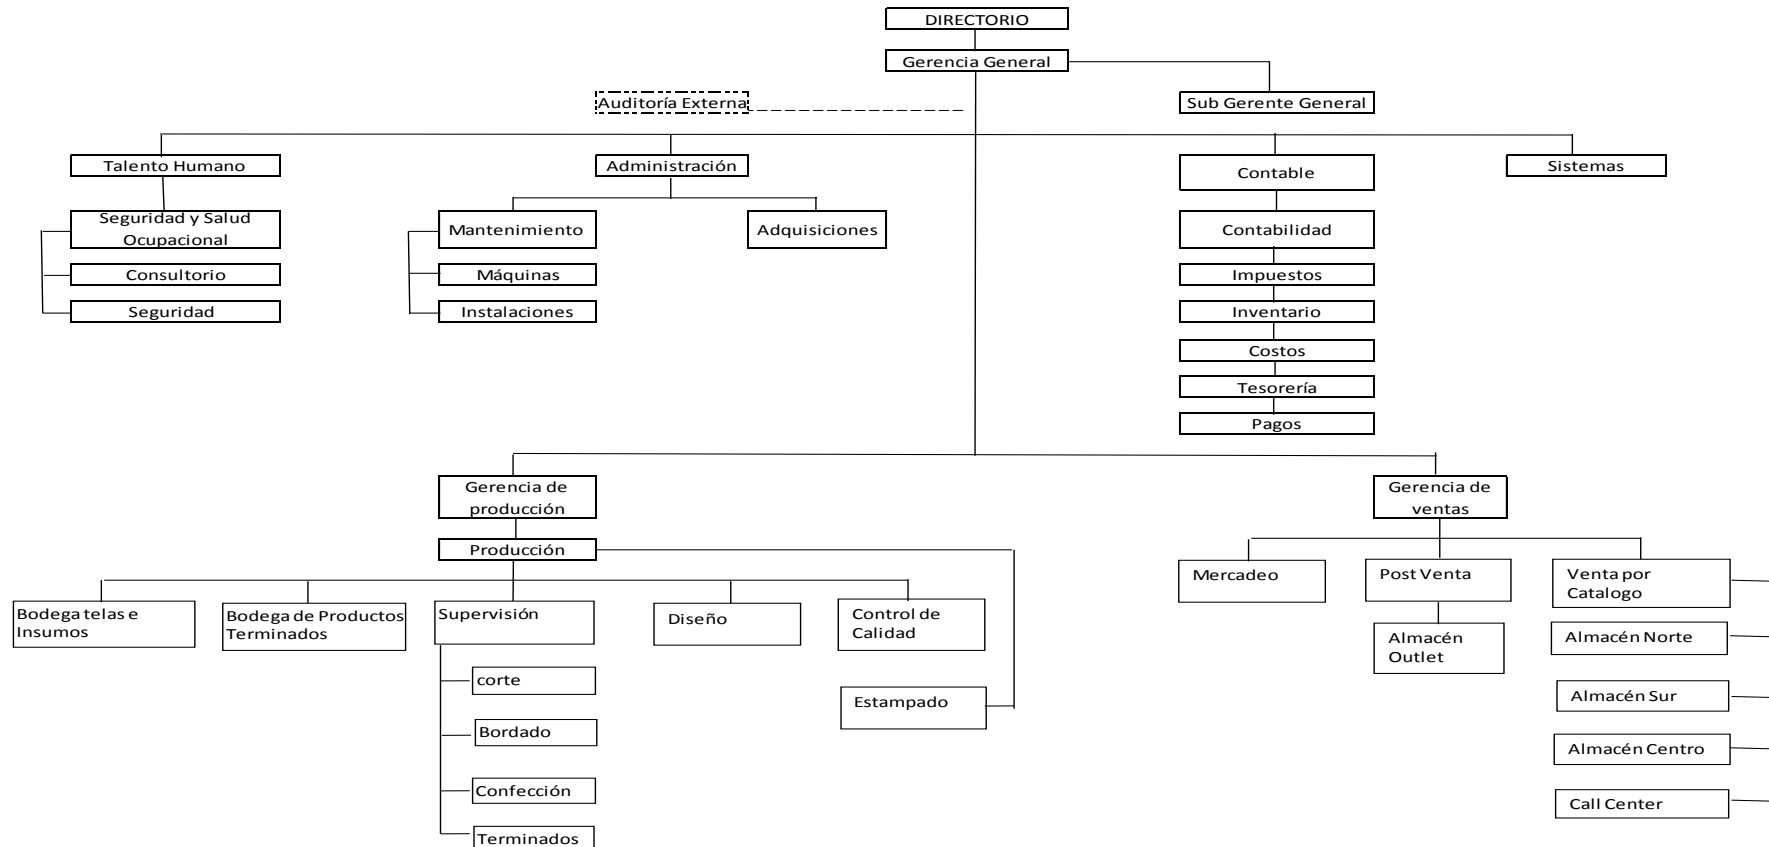 DIRECTORIO
Gerencia General
Auditoría Externa
Sub Gerente General
Talento Humano
Administración
Contable
Sistemas
Seguridad y Salud
Ocupacional
Mantenimiento
Adquisiciones
Contabilidad
Consultorio
Máquinas
Impuestos
Seguridad
Instalaciones
Inventario
Costos
Tesorería
Pagos
Gerencia de
producción
Gerencia de
ventas
Producción
Mercadeo
Post Venta
Venta por
Catalogo
Bodega telas e
Insumos
Bodega de Productos
Terminados
Supervisión
Diseño
Control de
Calidad
Almacén
Outlet
Almacén Norte
corte
Estampado
Almacén Sur
Bordado
Almacén Centro
Confección
Call Center
Terminados